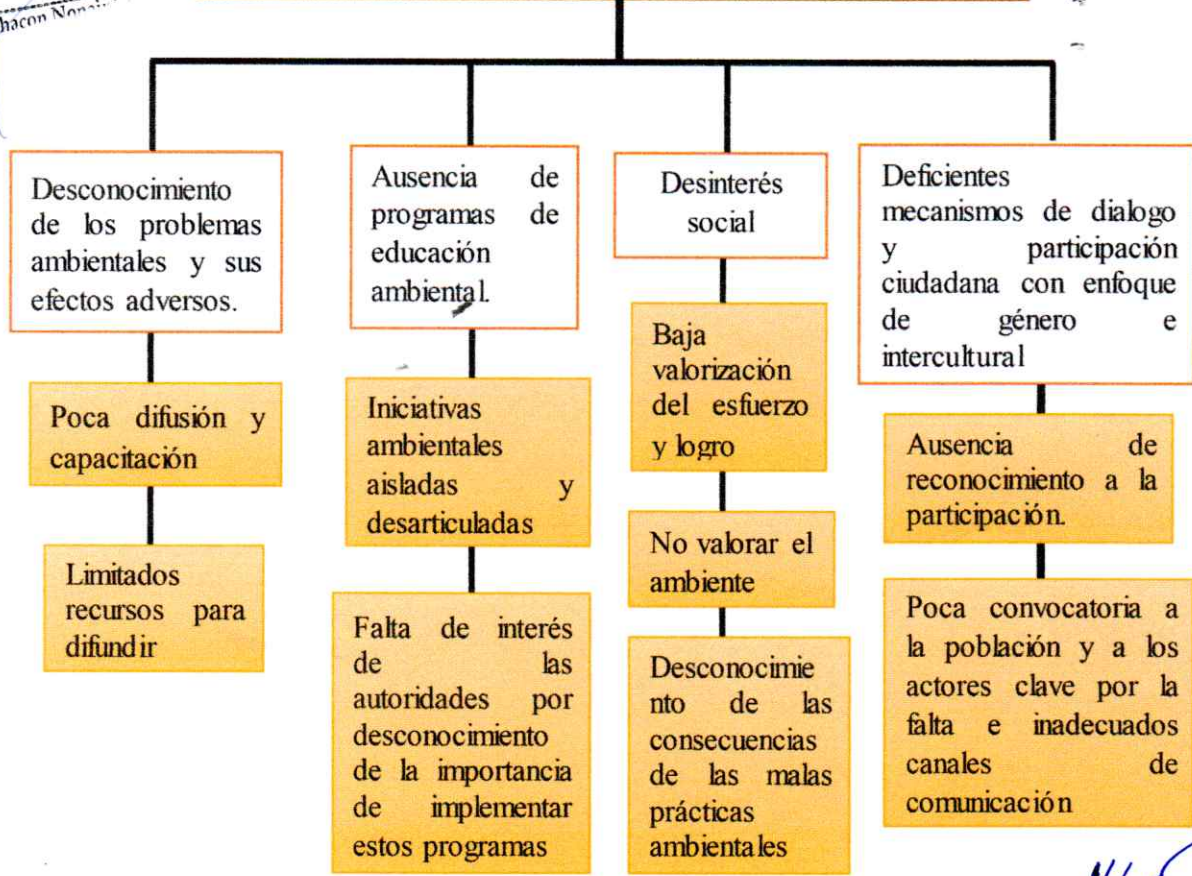 hacon
Desconocimiento
de los problemas
ambientales y sus
efectos adversos.
Poca difusión y
capacitación
Limitados
recursos para
difundir
Ausencia de
programas de
educación
ambiental.
Iniciativas
ambientales
aisladas y
desarticuladas
Falta de interés
de las
autoridades por
desconocimiento
de la importancia
de implementar
estos programas
Desinterés
social
Baja
valorización
del esfuerzo
y logro
No valorar el
ambiente
Desconocimie
nto de las
consecuencias
de las malas
prácticas
ambientales
Deficientes
mecanismos de dialogo
y participación
ciudadana con enfoque
de género e
intercultural
Ausencia de
reconocimiento a la
participación.
Poca convocatoria a
la población y a los
actores clave por la
falta e inadecuados
canales de
comunicación